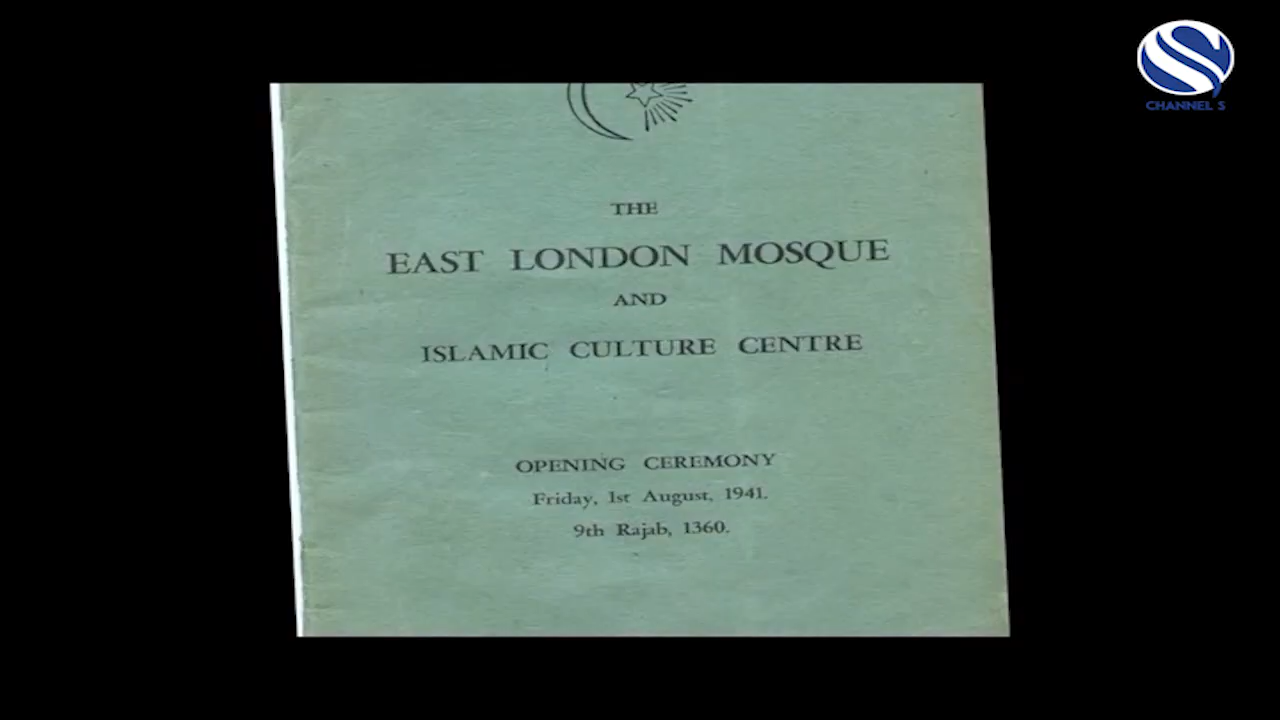 THE
EAST LONDON MOSQUE
AND
ISLAMIC CULTURE CENTRE
OPENING CEREMONY
Friday, 1st August, 1941.
9th Rajab, 1360.
CHANNEL S